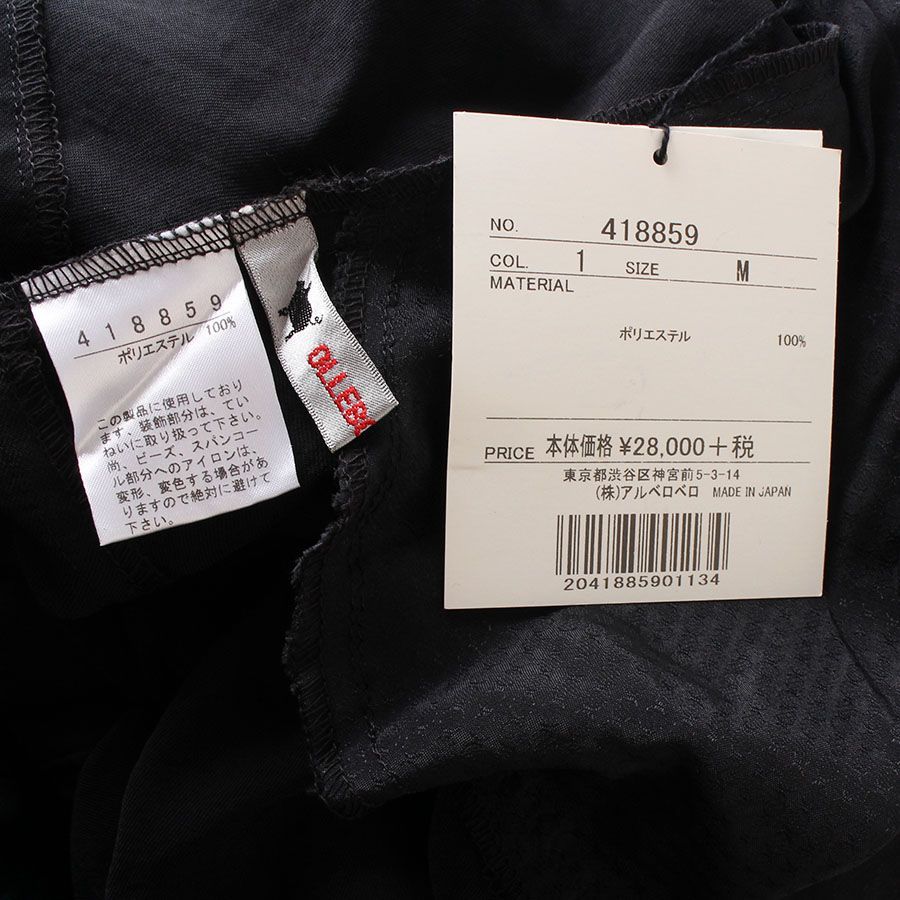 418859
ポリエステル 100%
この製品に使用しており
ます、装飾部分は、てい
ねいに取り扱って下さい。
尚、ビーズ、スパンコー
ル部分へのアイロンは、
変形、変色する場合があ
りますので絶対に避けて
下さい。
OLLEBO
NO. 418859
COL. 1 SIZE M
MATERIAL
ポリエステル 100%
PRICE 本体価格 ¥28,000+税
東京都渋谷区神宮前5-3-14
(株)アルベロベロ MADE IN JAPAN
2041885901134